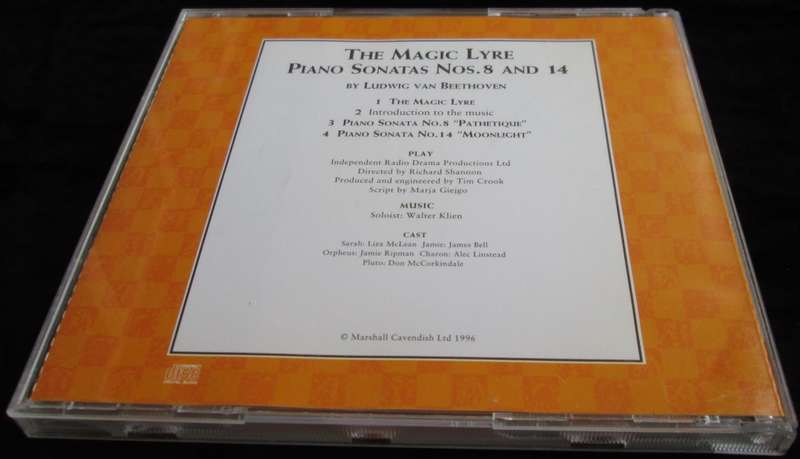 THE MAGIC LYRE
PIANO SONATAS NOS. 8 AND 14
BY LUDWIG VAN BEETHOVEN
1 THE MAGIC LYRE
2 Introduction to the music
3 PIANO SONATA NO. 8 "PATHETIQUE"
4 PIANO SONATA NO. 14 "MOONLIGHT"
PLAY
Independent Radio Drama Productions Ltd
Directed by Richard Shannon
Produced and engineered by Tim Crook
Script by Marja Giejgo
MUSIC
Soloist: Walter Klien
CAST
Sarah: Liza McLean Jamie: James Bell
Orpheus: Jamie Ripman Charon: Alec Linstead
Pluto: Don McCorkindale
© Marshall Cavendish Ltd 1996
disc
DIGITAL AUDIO